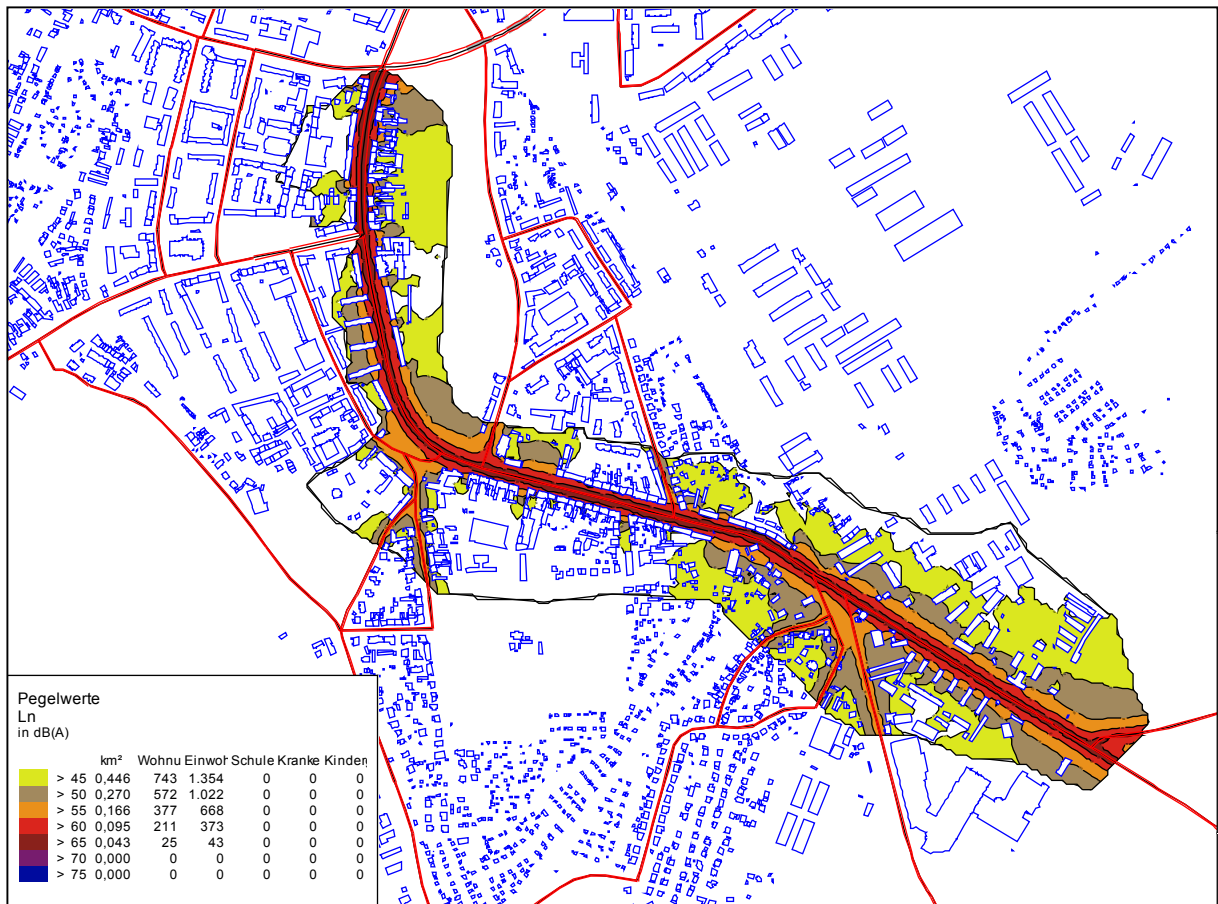 Pegelwerte
Ln
in dB(A)
km² Wohnu Einwoh Schule Kranke Kinder
> 45 0,446 743 1.354 0 0 0
> 50 0,270 572 1.022 0 0 0
> 55 0,166 377 668 0 0 0
> 60 0,095 211 373 0 0 0
> 65 0,043 25 43 0 0 0
> 70 0,000 0 0 0 0 0
> 75 0,000 0 0 0 0 0